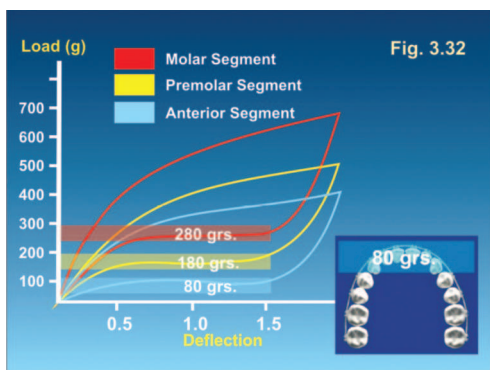 Load (g)
Fig. 3.32
Molar Segment
Premolar Segment
Anterior Segment
700
600
500
400
300
200
100
280 grs.
180 grs.
80 grs.
80 grs.
0.5
1.0
1.5
Deflection